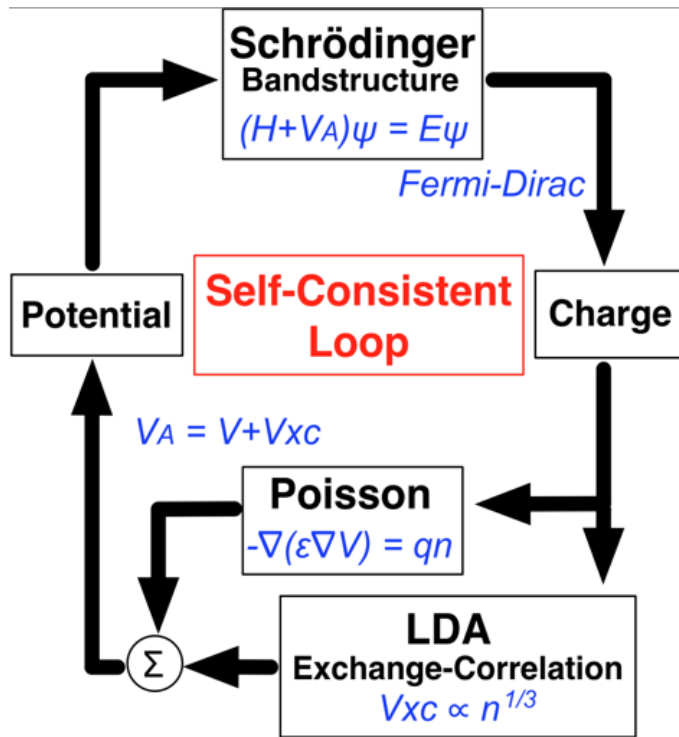 Schrödinger
Bandstructure
(H+VA)ψ = Eψ
Fermi-Dirac
Potential
Self-Consistent
Loop
Charge
VA = V+Vxc
Poisson
-∇(ε∇V) = qn
LDA
Exchange-Correlation
Vxc ∝ n^1/3
Σ